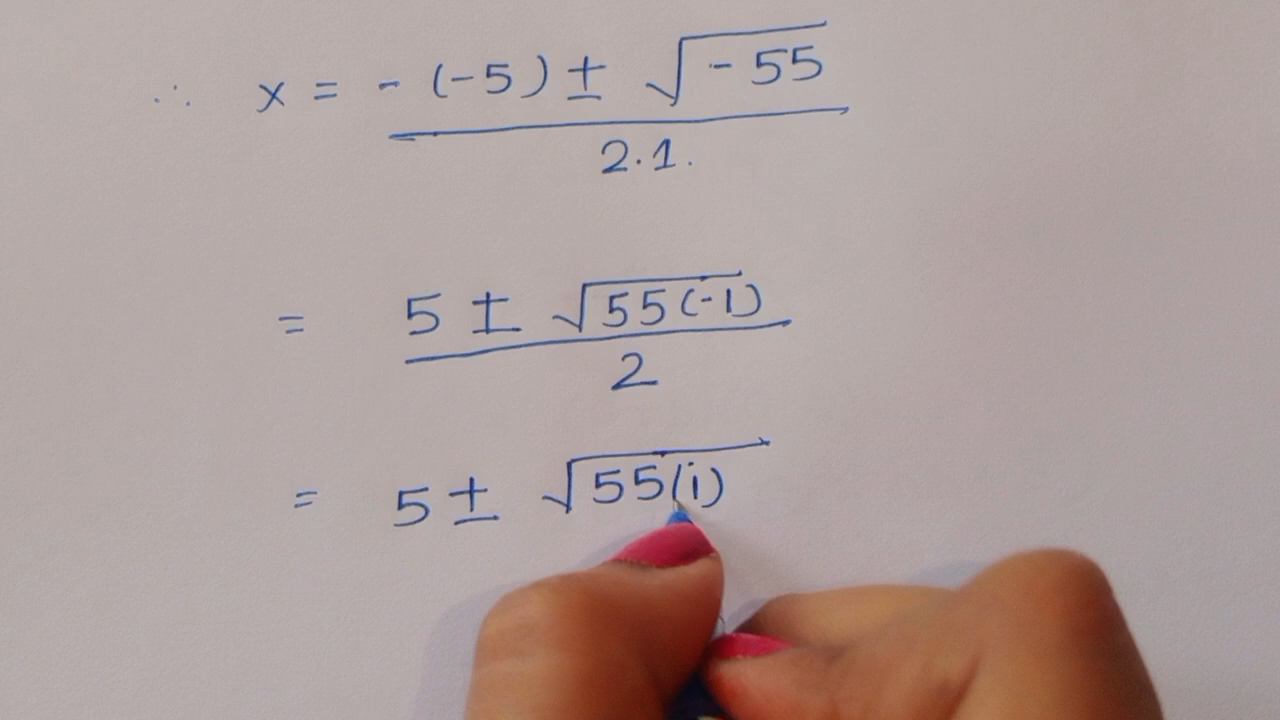 ∴ x = - (-5) ± √-55
2.1.
= 5 ± √55(-1)
2
= 5 ± √55(i)